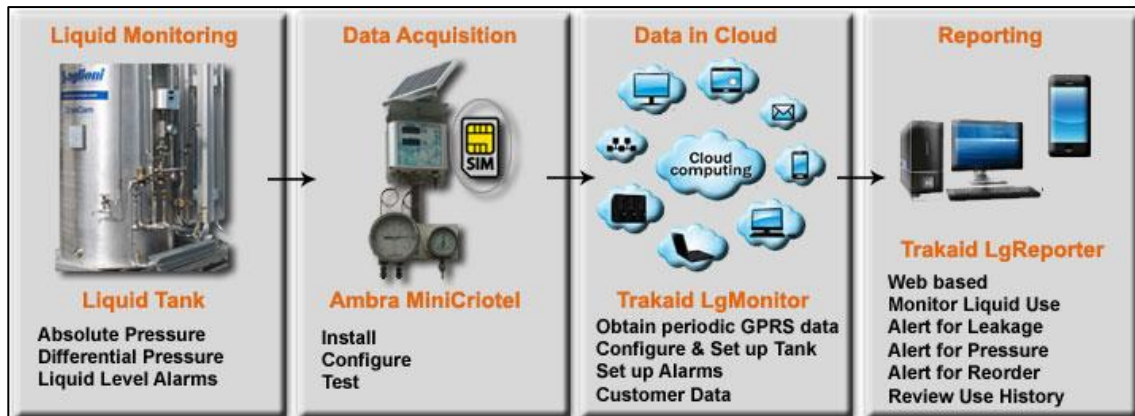 Liquid Monitoring
Liquid Tank
Absolute Pressure
Differential Pressure
Liquid Level Alarms
Data Acquisition
SIM
Ambra MiniCriotel
Install
Configure
Test
Data in Cloud
Cloud
computing
Trakaid LgMonitor
Obtain periodic GPRS data
Configure & Set up Tank
Set up Alarms
Customer Data
Reporting
Trakaid LgReporter
Web based
Monitor Liquid Use
Alert for Leakage
Alert for Pressure
Alert for Reorder
Review Use History